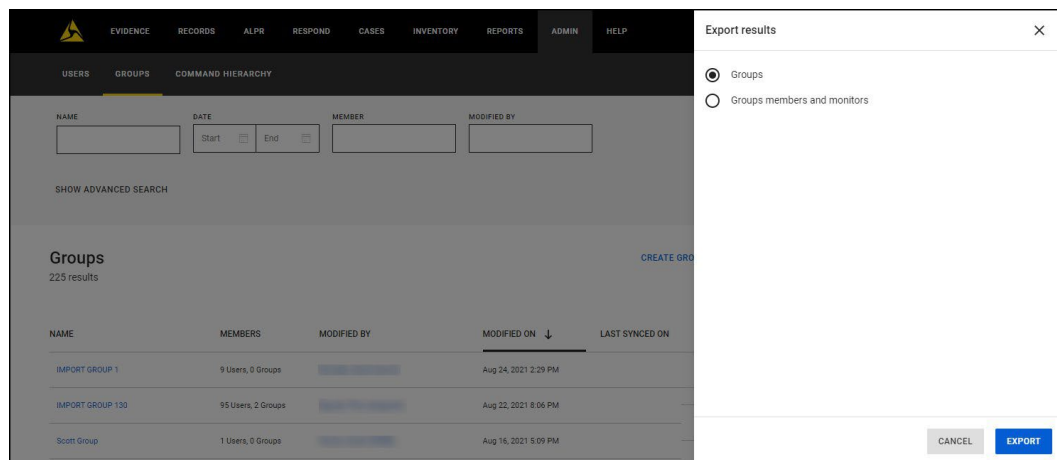 EVIDENCE RECORDS ALPR RESPOND CASES INVENTORY REPORTS ADMIN HELP
USERS GROUPS COMMAND HIERARCHY
NAME DATE MEMBER MODIFIED BY
Start End
SHOW ADVANCED SEARCH
Groups
225 results
CREATE GRO
NAME MEMBERS MODIFIED BY MODIFIED ON LAST SYNCED ON
IMPORT GROUP 1 9 Users, 0 Groups Aug 24, 2021 2:29 PM
IMPORT GROUP 130 95 Users, 2 Groups Aug 22, 2021 8:06 PM
Scott Group 1 Users, 0 Groups Aug 16, 2021 5:09 PM
Export results
Groups
Groups members and monitors
CANCEL EXPORT